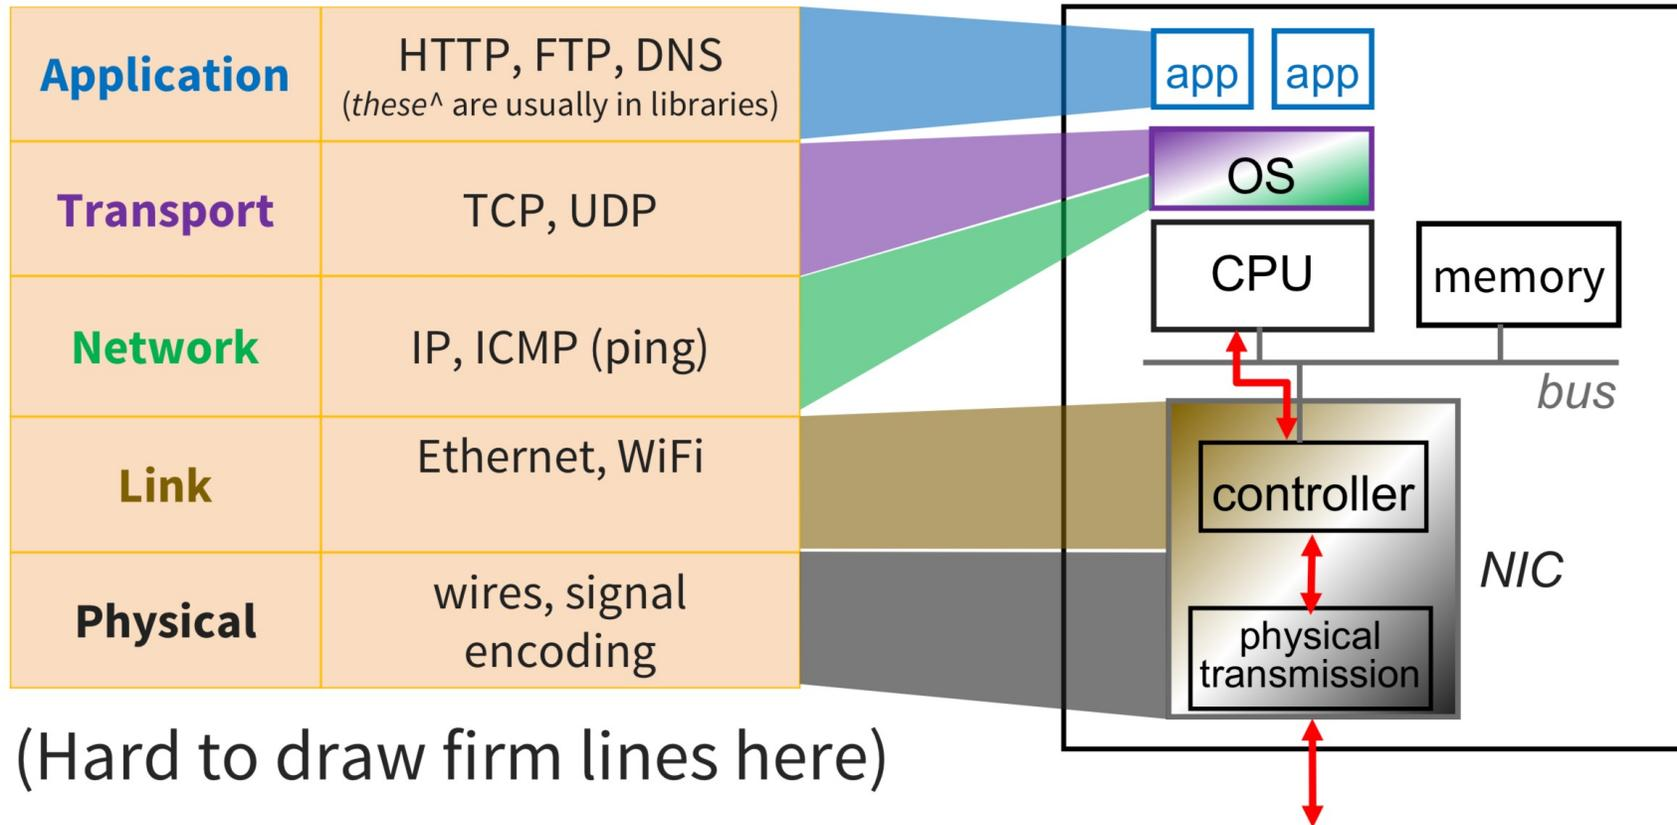 Application
HTTP, FTP, DNS
(these^ are usually in libraries)
Transport
TCP, UDP
Network
IP, ICMP (ping)
Link
Ethernet, WiFi
Physical
wires, signal
encoding
(Hard to draw firm lines here)
app
app
OS
CPU
memory
bus
controller
NIC
physical
transmission